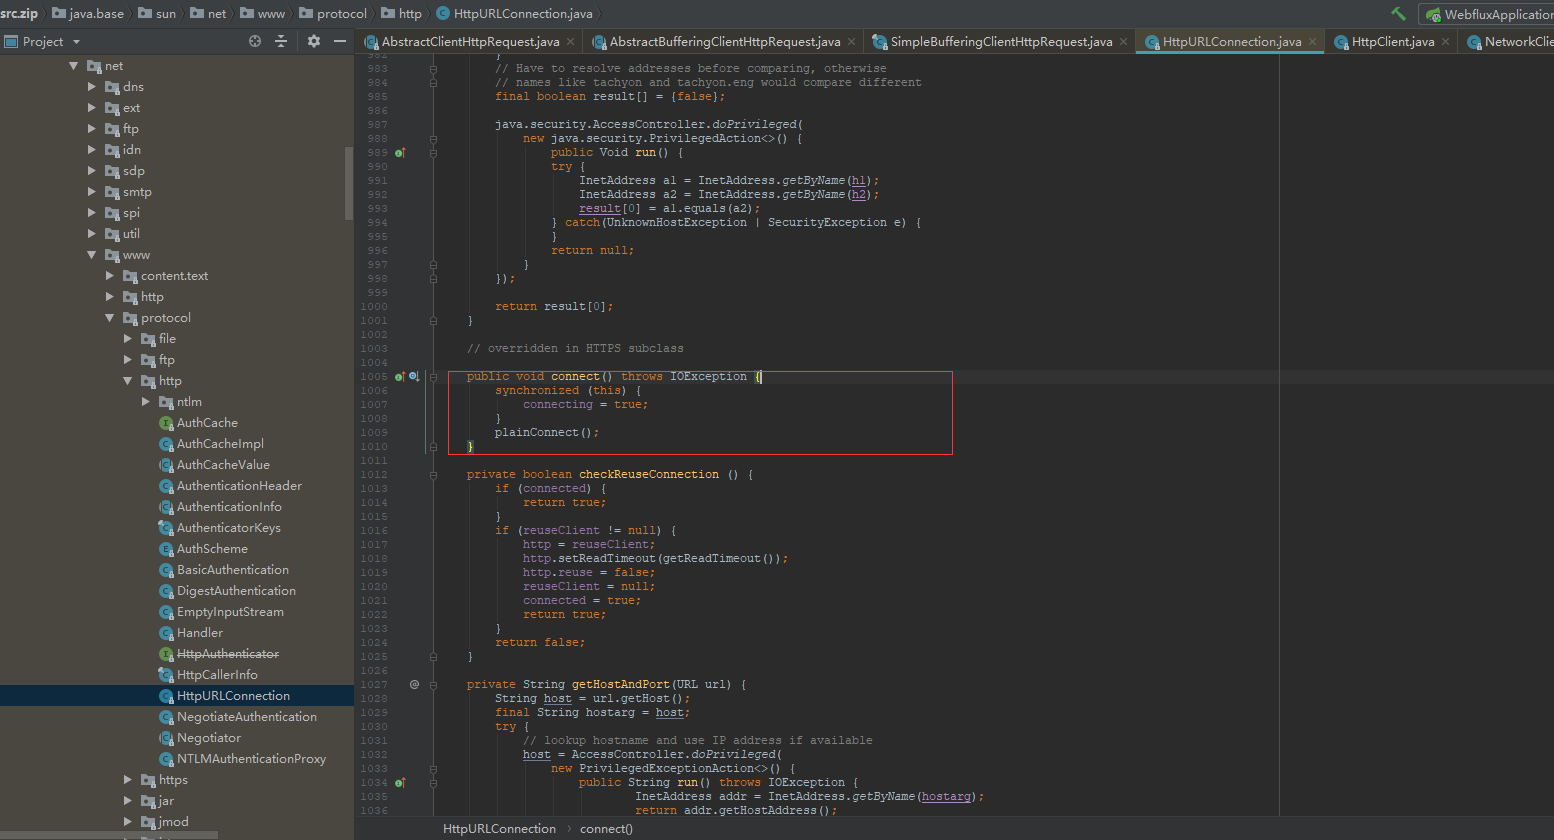 src.zip java.base sun net www protocol http HttpURLConnection.java WebfluxApplication
Project AbstractClientHttpRequest.java AbstractBufferingClientHttpRequest.java SimpleBufferingClientHttpRequest.java HttpURLConnection.java HttpClient.java NetworkClie
net
dns
ext
ftp
idn
sdp
smtp
spi
util
www
content.text
http
protocol
file
ftp
http
ntlm
AuthCache
AuthCacheImpl
AuthCacheValue
AuthenticationHeader
AuthenticationInfo
AuthenticatorKeys
AuthScheme
BasicAuthentication
DigestAuthentication
EmptyInputStream
Handler
HttpAuthenticator
HttpCallerInfo
HttpURLConnection
NegotiateAuthentication
Negotiator
NTLMAuthenticationProxy
https
jar
jmod
982 }
983 // Have to resolve addresses before comparing, otherwise
984 // names like tachyon and tachyon.eng would compare different
985 final boolean result[] = {false};
986
987 java.security.AccessController.doPrivileged(
988 new java.security.PrivilegedAction<>() {
989 public Void run() {
990 try {
991 InetAddress a1 = InetAddress.getByName(h1);
992 InetAddress a2 = InetAddress.getByName(h2);
993 result[0] = a1.equals(a2);
994 } catch(UnknownHostException | SecurityException e) {
995 }
996 return null;
997 }
998 });
999
1000 return result[0];
1001 }
1002
1003 // overridden in HTTPS subclass
1004
1005 public void connect() throws IOException {
1006 synchronized (this) {
1007 connecting = true;
1008 }
1009 plainConnect();
1010 }
1011
1012 private boolean checkReuseConnection () {
1013 if (connected) {
1014 return true;
1015 }
1016 if (reuseClient != null) {
1017 http = reuseClient;
1018 http.setReadTimeout(getReadTimeout());
1019 http.reuse = false;
1020 reuseClient = null;
1021 connected = true;
1022 return true;
1023 }
1024 return false;
1025 }
1026
1027 @ private String getHostAndPort(URL url) {
1028 String host = url.getHost();
1029 final String hostarg = host;
1030 try {
1031 // lookup hostname and use IP address if available
1032 host = AccessController.doPrivileged(
1033 new PrivilegedExceptionAction<>() {
1034 public String run() throws IOException {
1035 InetAddress addr = InetAddress.getByName(hostarg);
1036 return addr.getHostAddress();
HttpURLConnection connect()